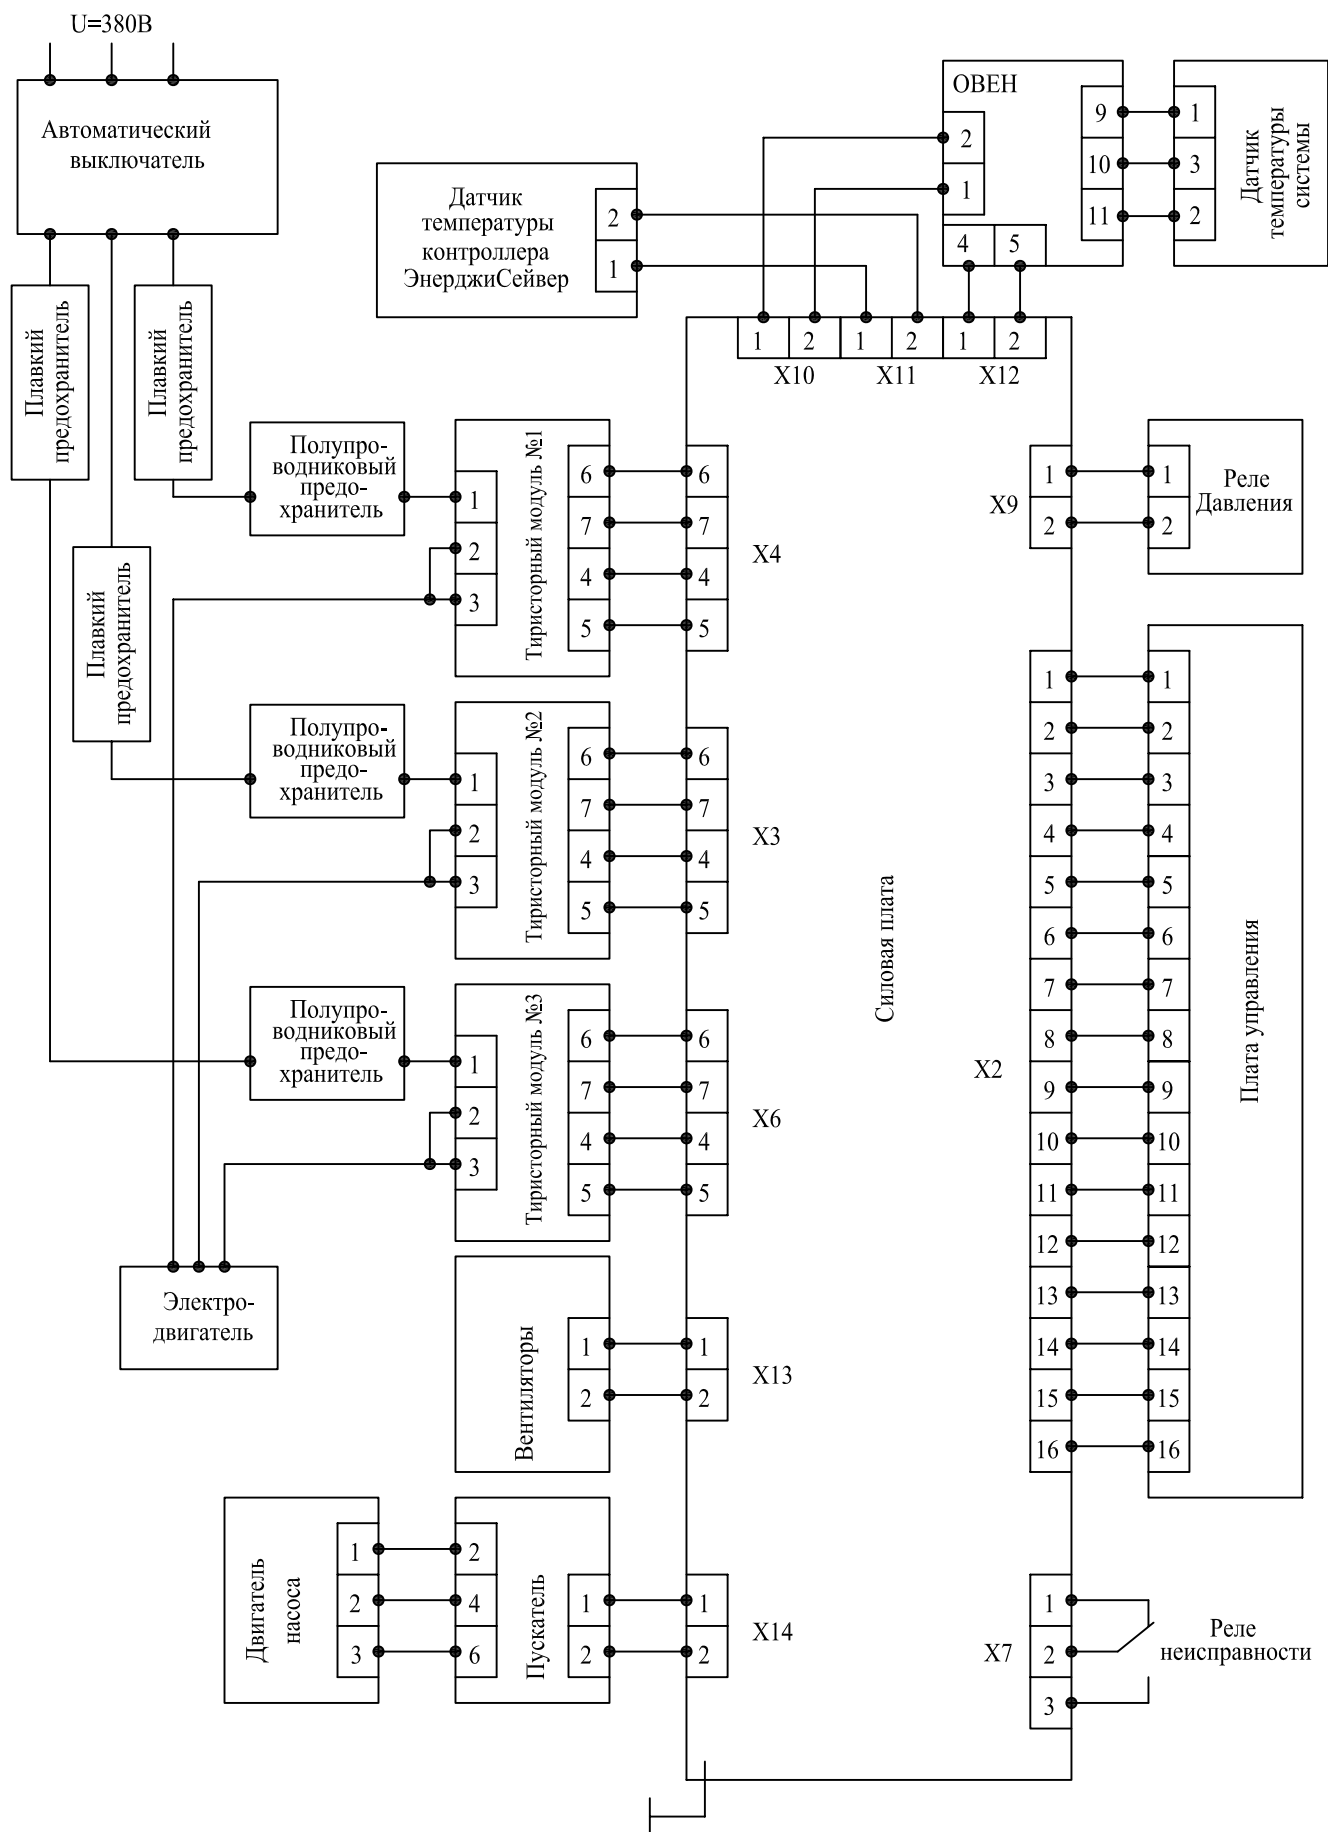 U=380В
Автоматический
выключатель
Плавкий
предохранитель
Плавкий
предохранитель
Плавкий
предохранитель
Датчик
температуры
контроллера
ЭнерджиСейвер
2
1
ОВЕН
2
1
4
5
9
10
11
1
3
2
Датчик
температуры
системы
1
2
1
2
1
2
X10
X11
X12
Полупро-
водниковый
предо-
хранитель
1
2
3
Тиристорный модуль №1
6
7
4
5
6
7
4
5
X4
Полупро-
водниковый
предо-
хранитель
1
2
3
Тиристорный модуль №2
6
7
4
5
6
7
4
5
X3
Полупро-
водниковый
предо-
хранитель
1
2
3
Тиристорный модуль №3
6
7
4
5
6
7
4
5
X6
Электро-
двигатель
Вентиляторы
1
2
1
2
X13
Двигатель
насоса
1
2
3
2
4
6
Пускатель
1
2
1
2
X14
Силовая плата
X9
1
2
1
2
Реле
Давления
X2
1
2
3
4
5
6
7
8
9
10
11
12
13
14
15
16
1
2
3
4
5
6
7
8
9
10
11
12
13
14
15
16
Плата управления
X7
1
2
3
Реле
неисправности